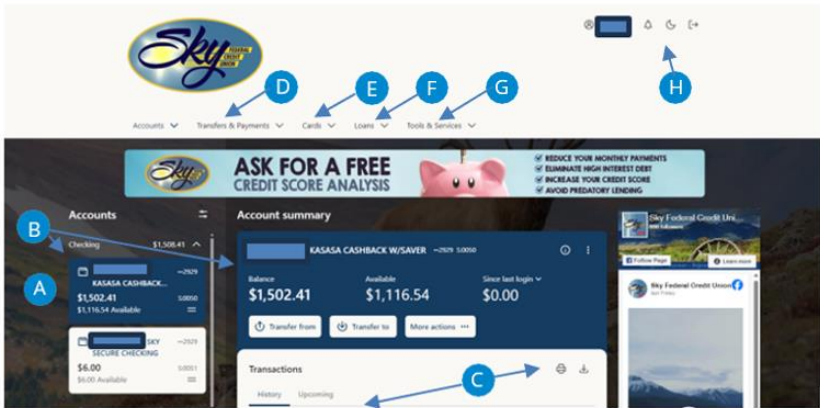 Sky
FEDERAL
CREDIT
UNION
D
E
F
G
H
Accounts
Transfers & Payments
Cards
Loans
Tools & Services
Sky
ASK FOR A FREE
CREDIT SCORE ANALYSIS
REDUCE YOUR MONTHLY PAYMENTS
ELIMINATE HIGH INTEREST DEBT
INCREASE YOUR CREDIT SCORE
AVOID PREDATORY LENDING
B
Accounts
Checking $1,508.41
A
~2929
KASASA CASHBACK...
$1,502.41 S0050
$1,116.54 Available
SKY ~2929
SECURE CHECKING
$6.00 S0051
$6.00 Available
Account summary
KASASA CASHBACK W/SAVER ~2929 S0050
Balance Available Since last login
$1,502.41 $1,116.54 $0.00
Transfer from Transfer to More actions ...
Transactions
C
History Upcoming
Sky Federal Credit Uni...
followers
Follow Page Learn more
Sky Federal Credit Union